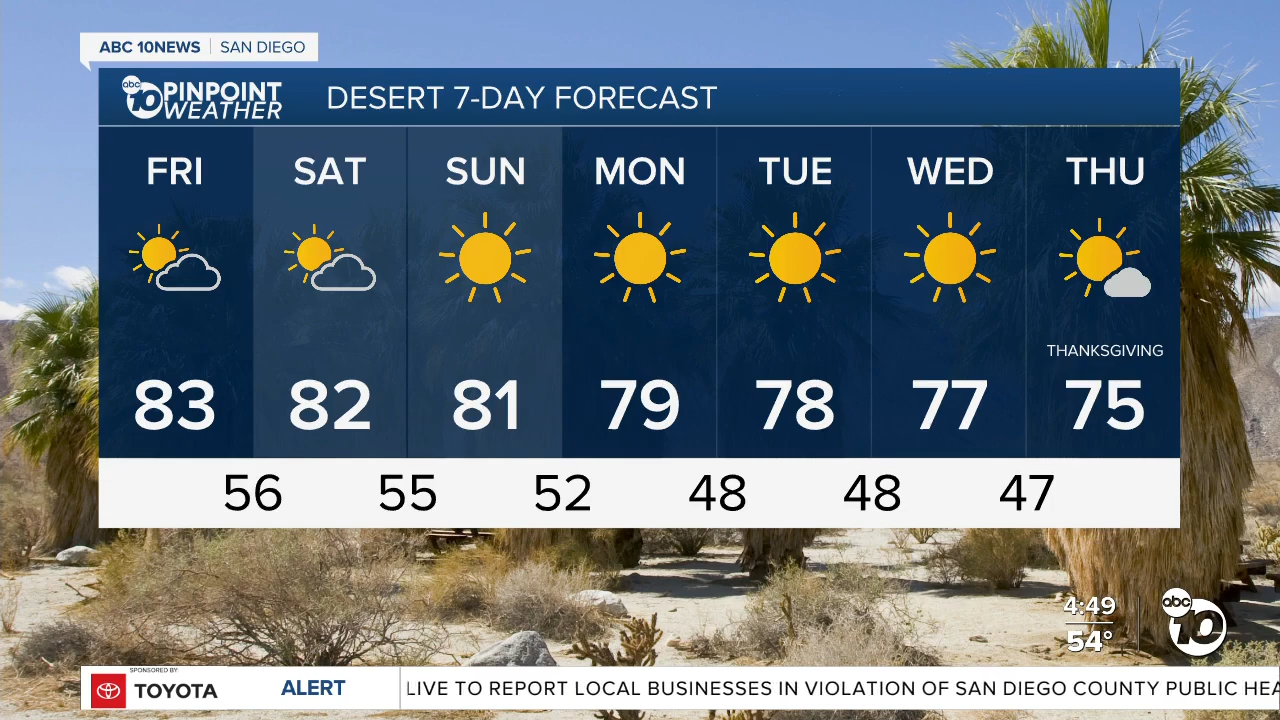 ABC 10NEWS | SAN DIEGO
abc 10 PINPOINT WEATHER
DESERT 7-DAY FORECAST
FRI SAT SUN MON TUE WED THU
THANKSGIVING
83 82 81 79 78 77 75
56 55 52 48 48 47
4:49
54°
abc 10
SPONSORED BY:
TOYOTA
ALERT
LIVE TO REPORT LOCAL BUSINESSES IN VIOLATION OF SAN DIEGO COUNTY PUBLIC HEA